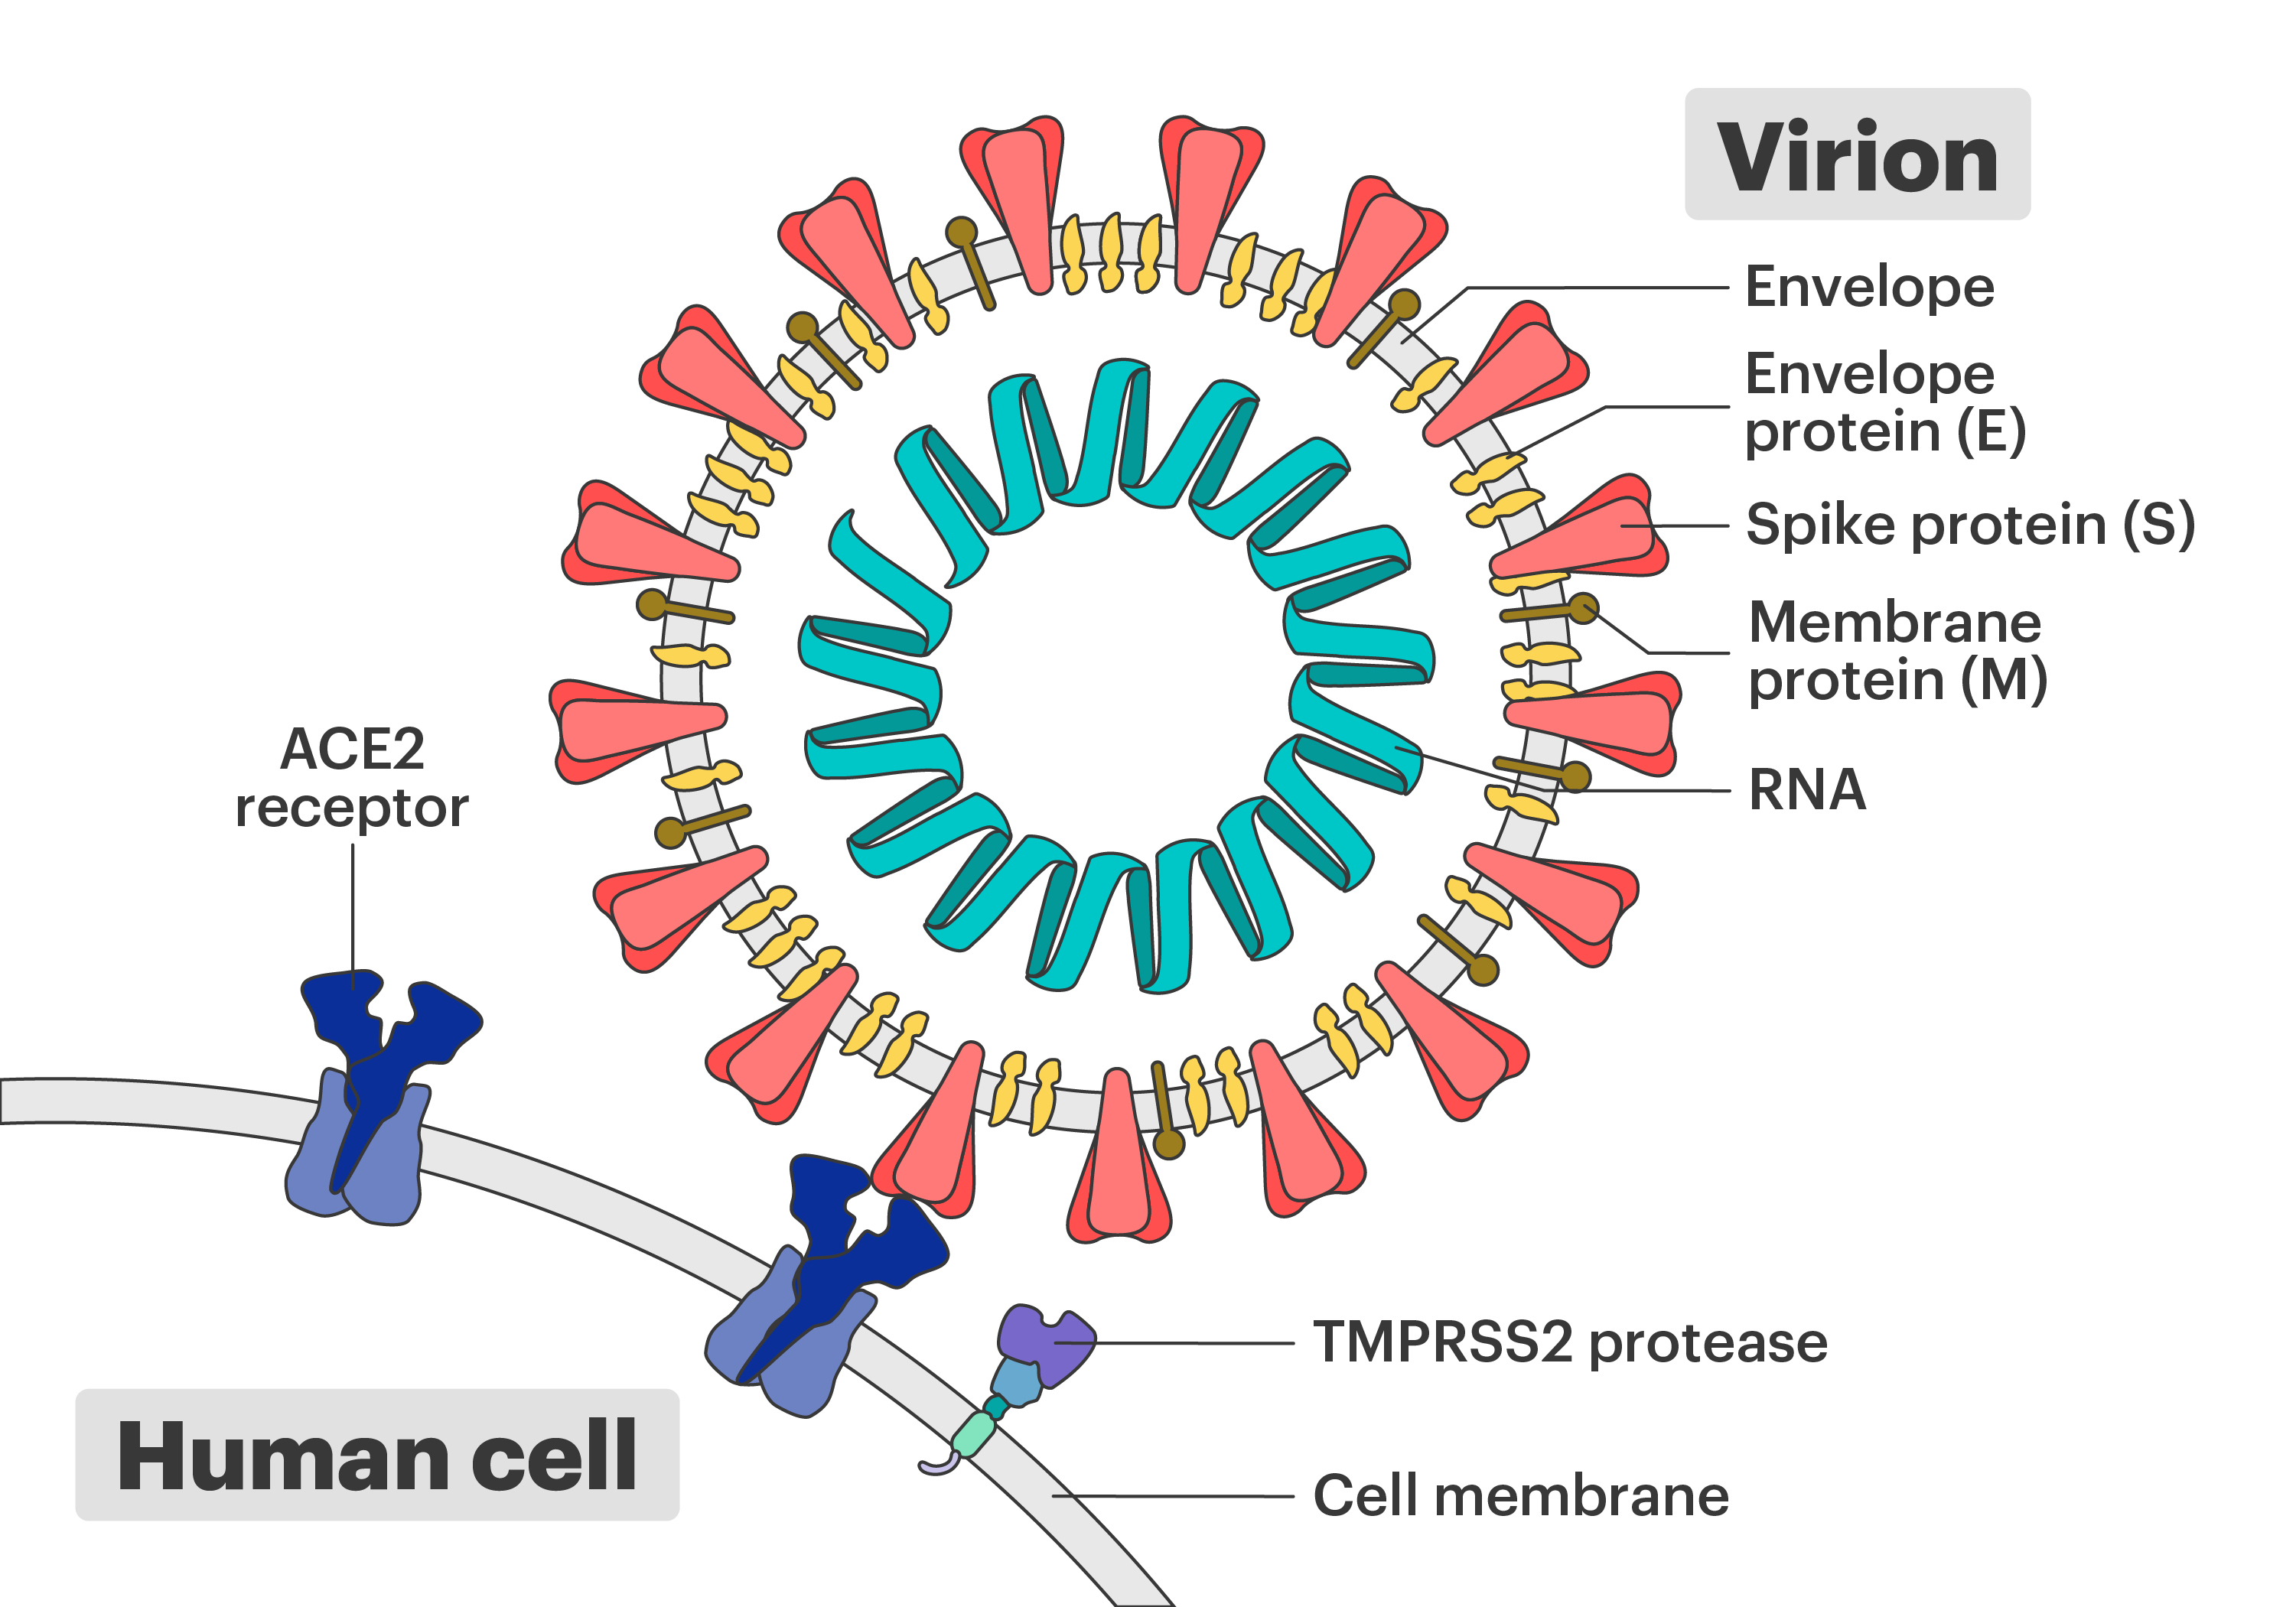 Virion
Envelope
Envelope
protein (E)
Spike protein (S)
Membrane
protein (M)
RNA
ACE2
receptor
TMPRSS2 protease
Human cell
Cell membrane